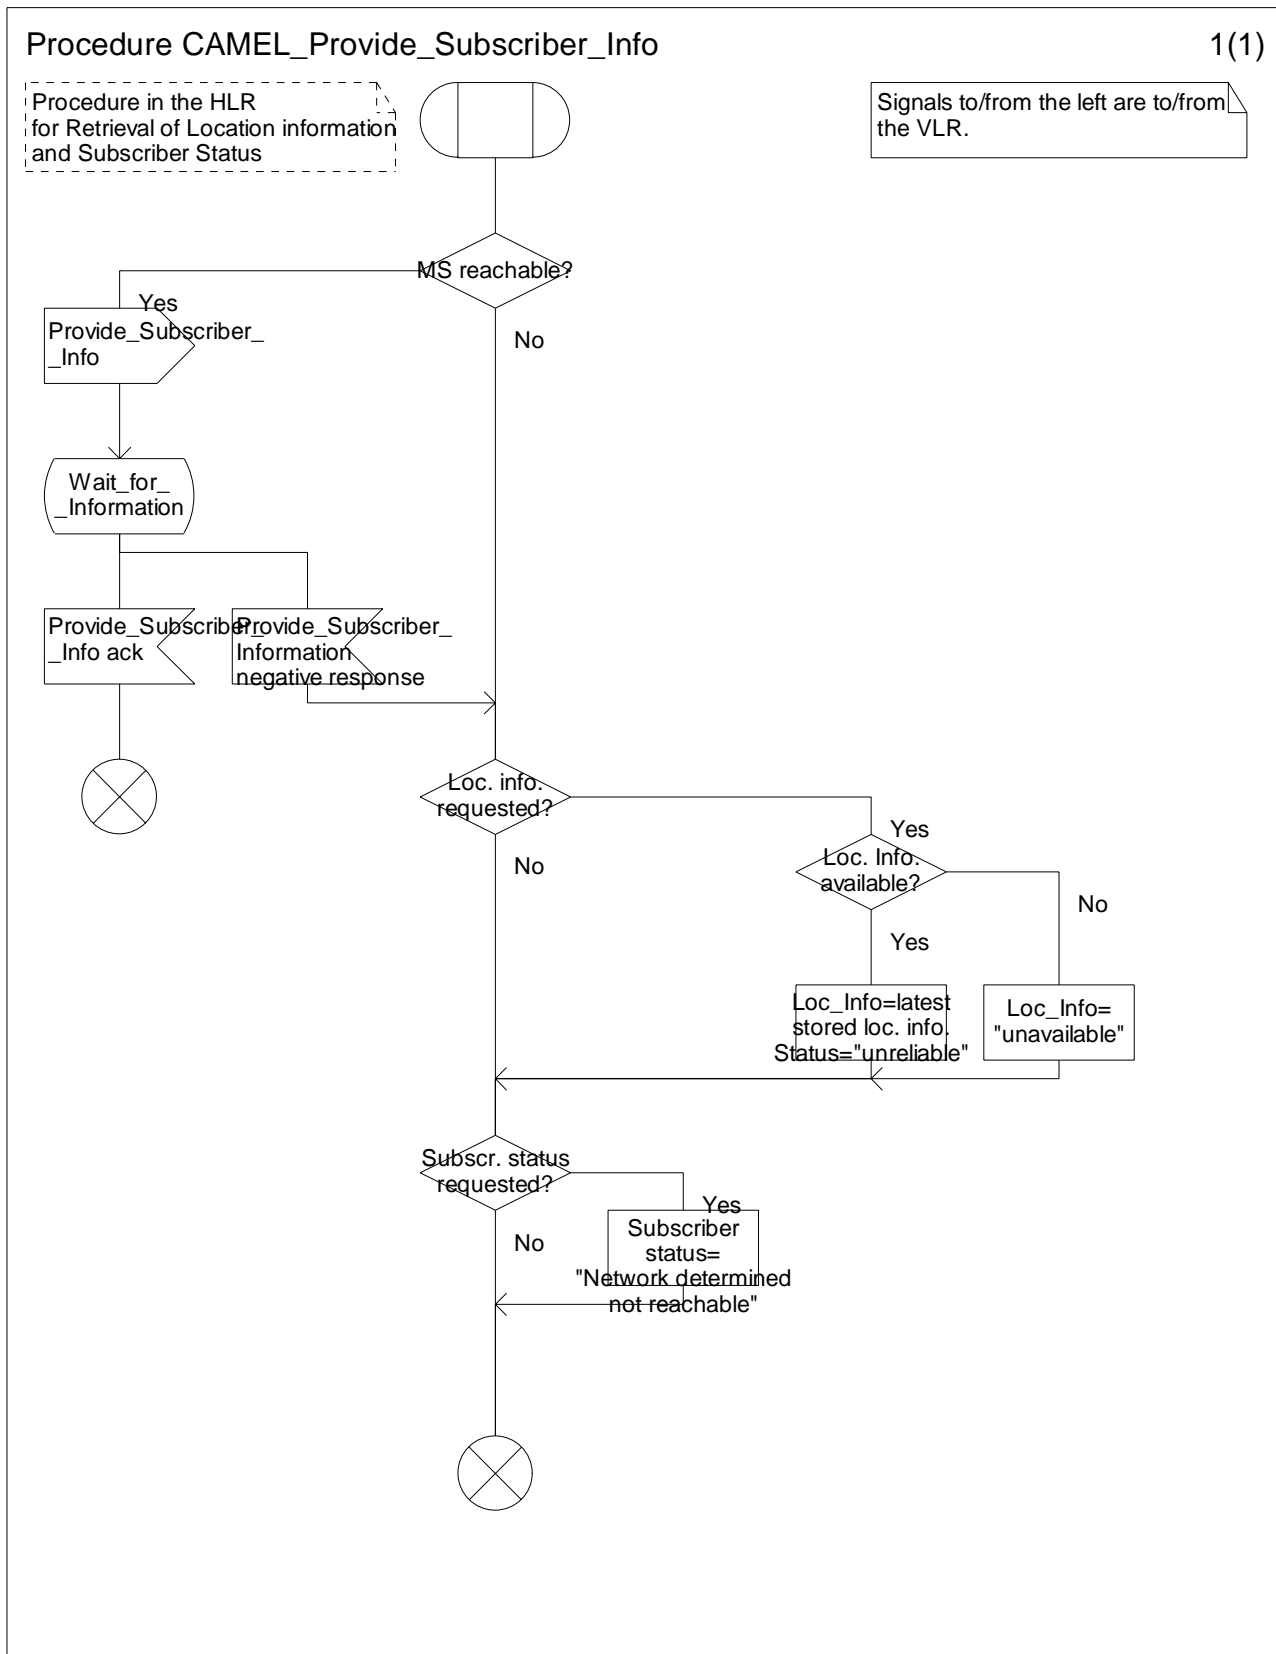 Procedure CAMEL_Provide_Subscriber_Info
1(1)
Procedure in the HLR
for Retrieval of Location information
and Subscriber Status
Signals to/from the left are to/from
the VLR.
MS reachable?
Yes
No
Provide_Subscriber_
_Info
Wait_for_
_Information
Provide_Subscriber_
_Info ack
Provide_Subscriber_
Information
negative response
Loc. info.
requested?
Yes
No
Loc. Info.
available?
No
Yes
Loc_Info=latest
stored loc. info.
Status="unreliable"
Loc_Info=
"unavailable"
Subscr. status
requested?
Yes
No
Subscriber
status=
"Network determined
not reachable"